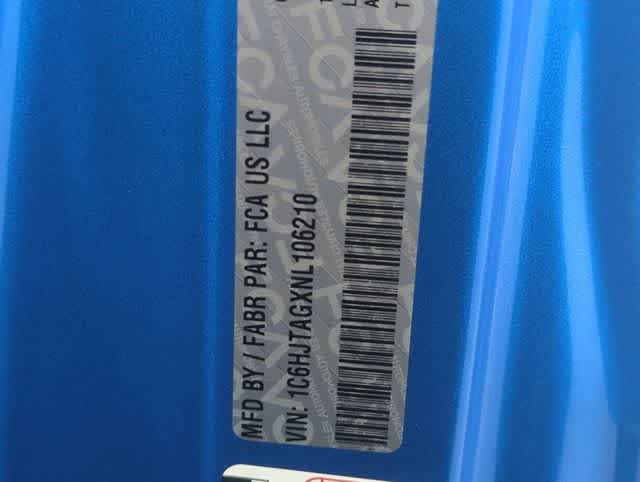 MFD BY / FABR PAR: FCA US LLC
VIN: 1C6HJTAGXNL106210